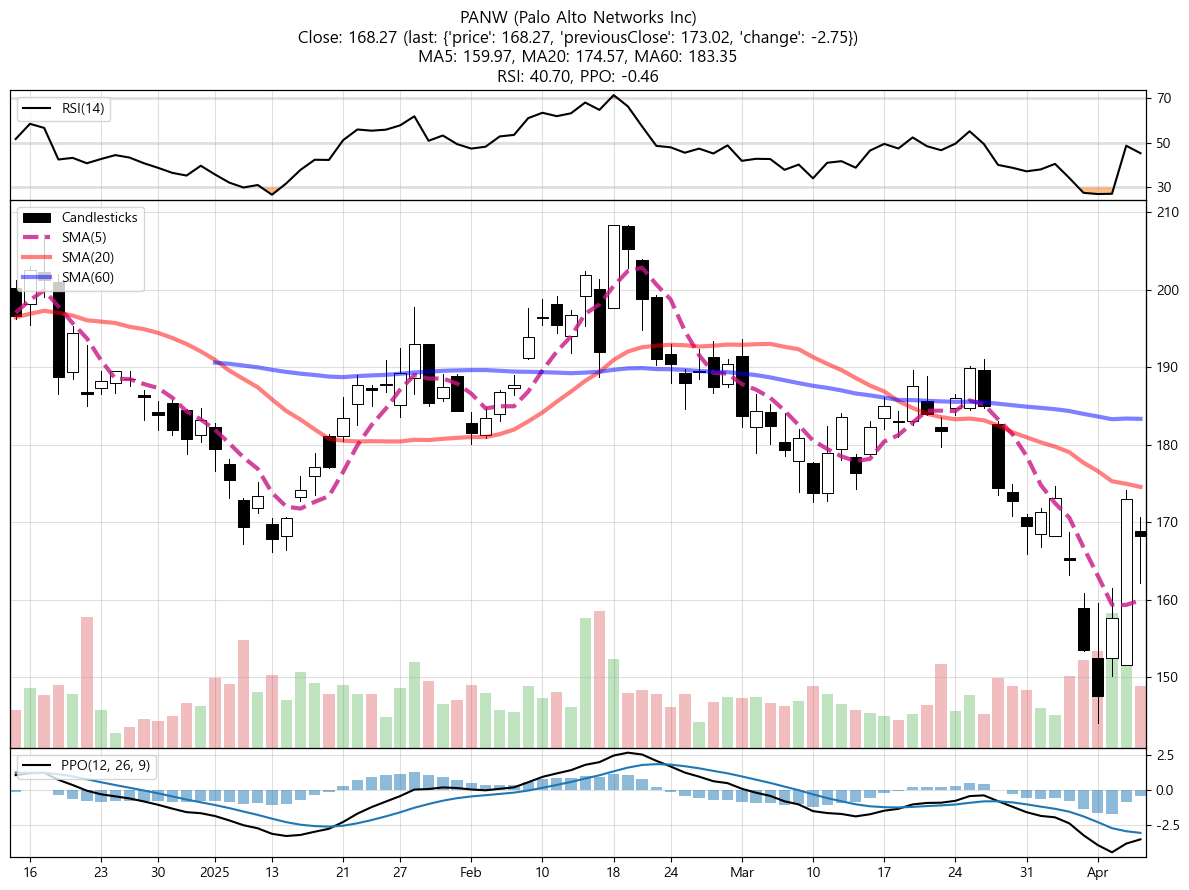 PANW (Palo Alto Networks Inc)
Close: 168.27 (last: {'price': 168.27, 'previousClose': 173.02, 'change': -2.75})
MA5: 159.97, MA20: 174.57, MA60: 183.35
RSI: 40.70, PPO: -0.46
RSI(14)
70
50
30
Candlesticks
SMA(5)
SMA(20)
SMA(60)
210
200
190
180
170
160
150
PPO(12, 26, 9)
2.5
0.0
−2.5
16 23 30 2025 13 21 27 Feb 10 18 24 Mar 10 17 24 31 Apr